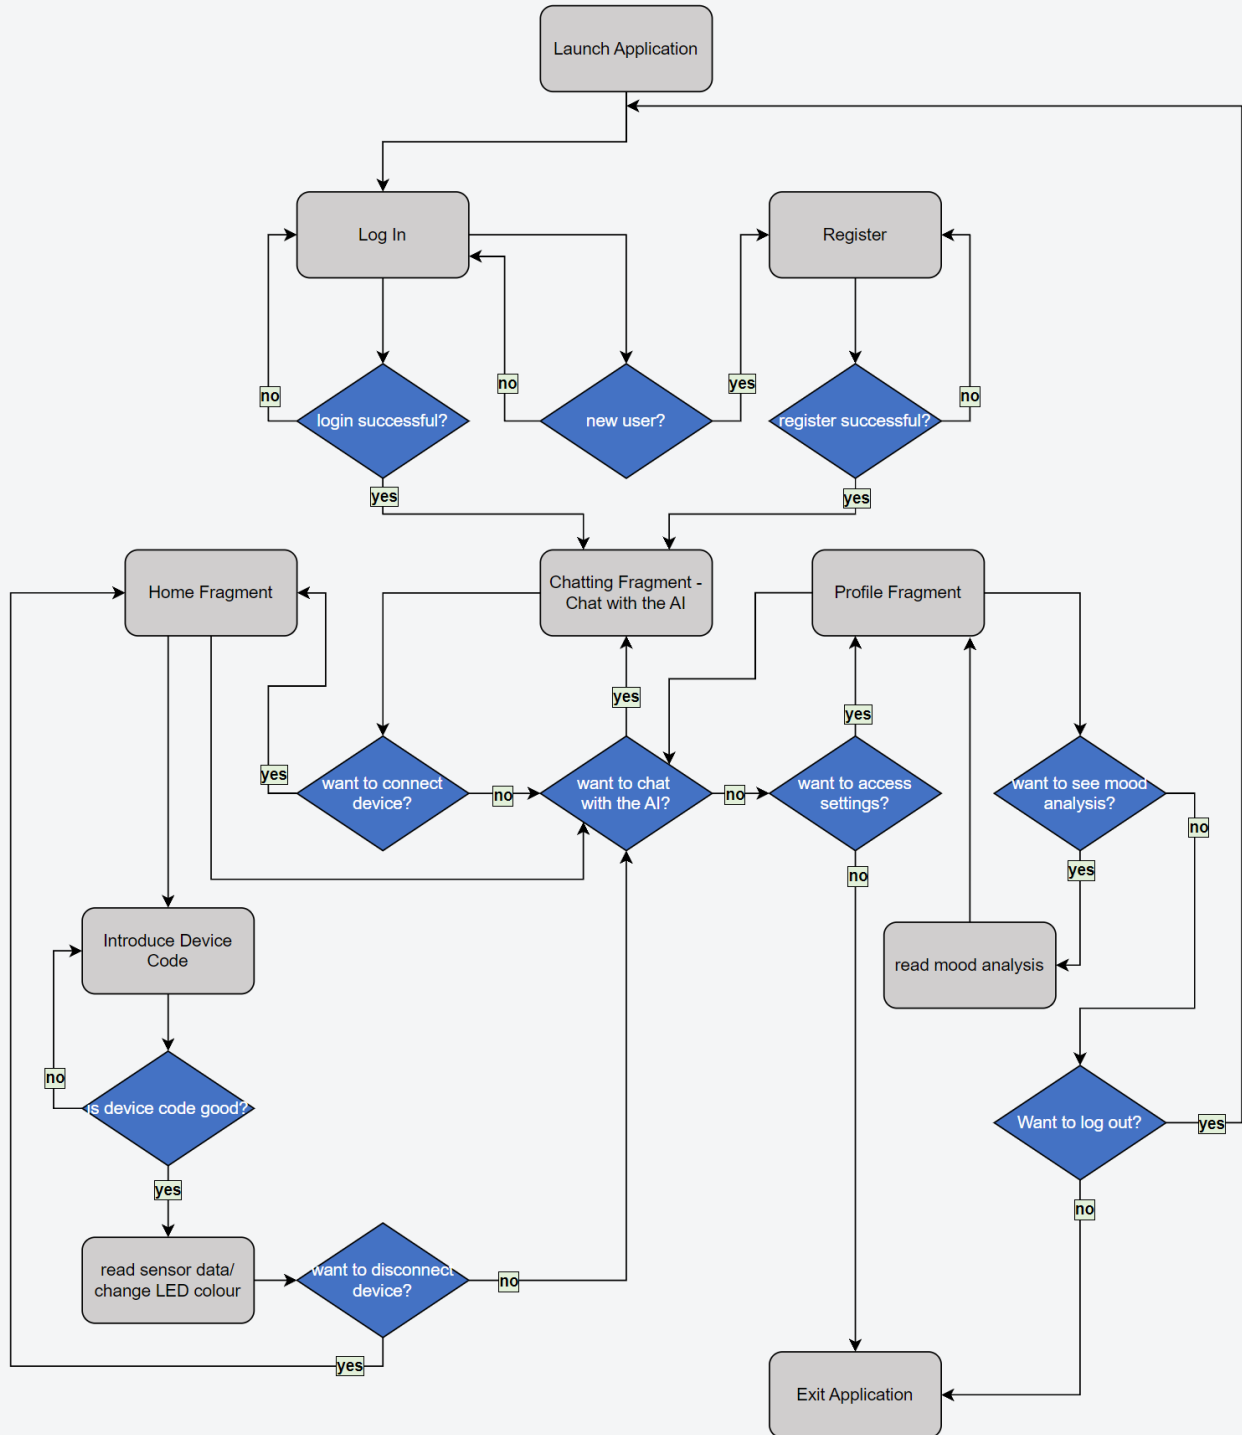 Launch Application
Log In
Register
no
login successful?
no
new user?
yes
register successful?
no
yes
yes
Home Fragment
Chatting Fragment -
Chat with the AI
Profile Fragment
yes
yes
yes
want to connect
device?
no
want to chat
with the AI?
no
want to access
settings?
want to see mood
analysis?
no
no
yes
Introduce Device
Code
read mood analysis
no
is device code good?
Want to log out?
yes
yes
no
read sensor data/
change LED colour
want to disconnect
device?
no
yes
Exit Application